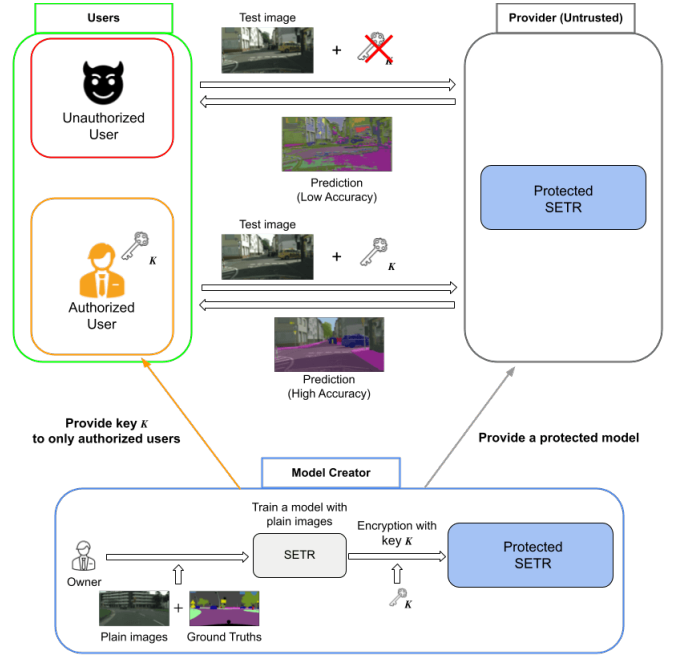 Users
Provider (Untrusted)
Test image
+
K
Unauthorized
User
Prediction
(Low Accuracy)
Protected
SETR
Test image
+
K
K
Authorized
User
Prediction
(High Accuracy)
Provide key K
to only authorized users
Provide a protected model
Model Creator
Train a model with
plain images
Encryption with
key K
SETR
Protected
SETR
Owner
+
K
Plain images
Ground Truths